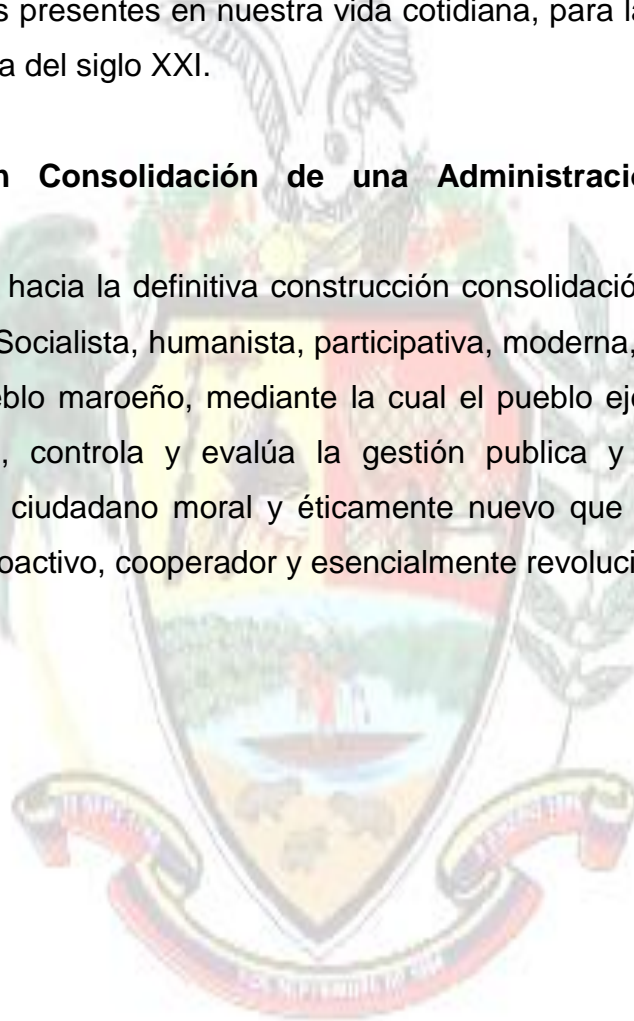 s presentes en nuestra vida cotidiana, para la
a del siglo XXI.
n Consolidación de una Administració
hacia la definitiva construcción consolidació
Socialista, humanista, participativa, moderna,
eblo maroeño, mediante la cual el pueblo eje
, controla y evalúa la gestión publica y
ciudadano moral y éticamente nuevo que
oactivo, cooperador y esencialmente revoluci